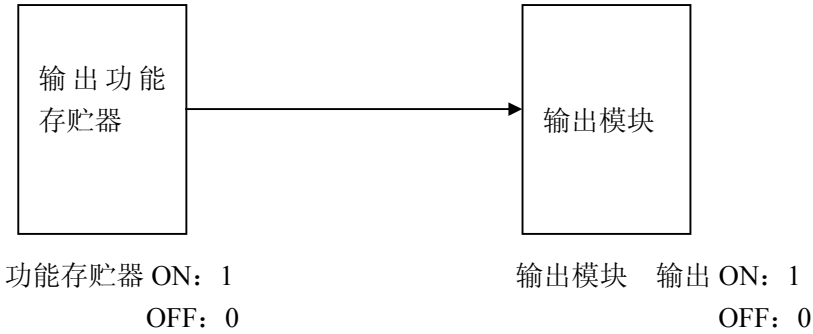 输出功能
存贮器
输出模块
功能存贮器 ON：1
OFF：0
输出模块 输出 ON：1
OFF：0